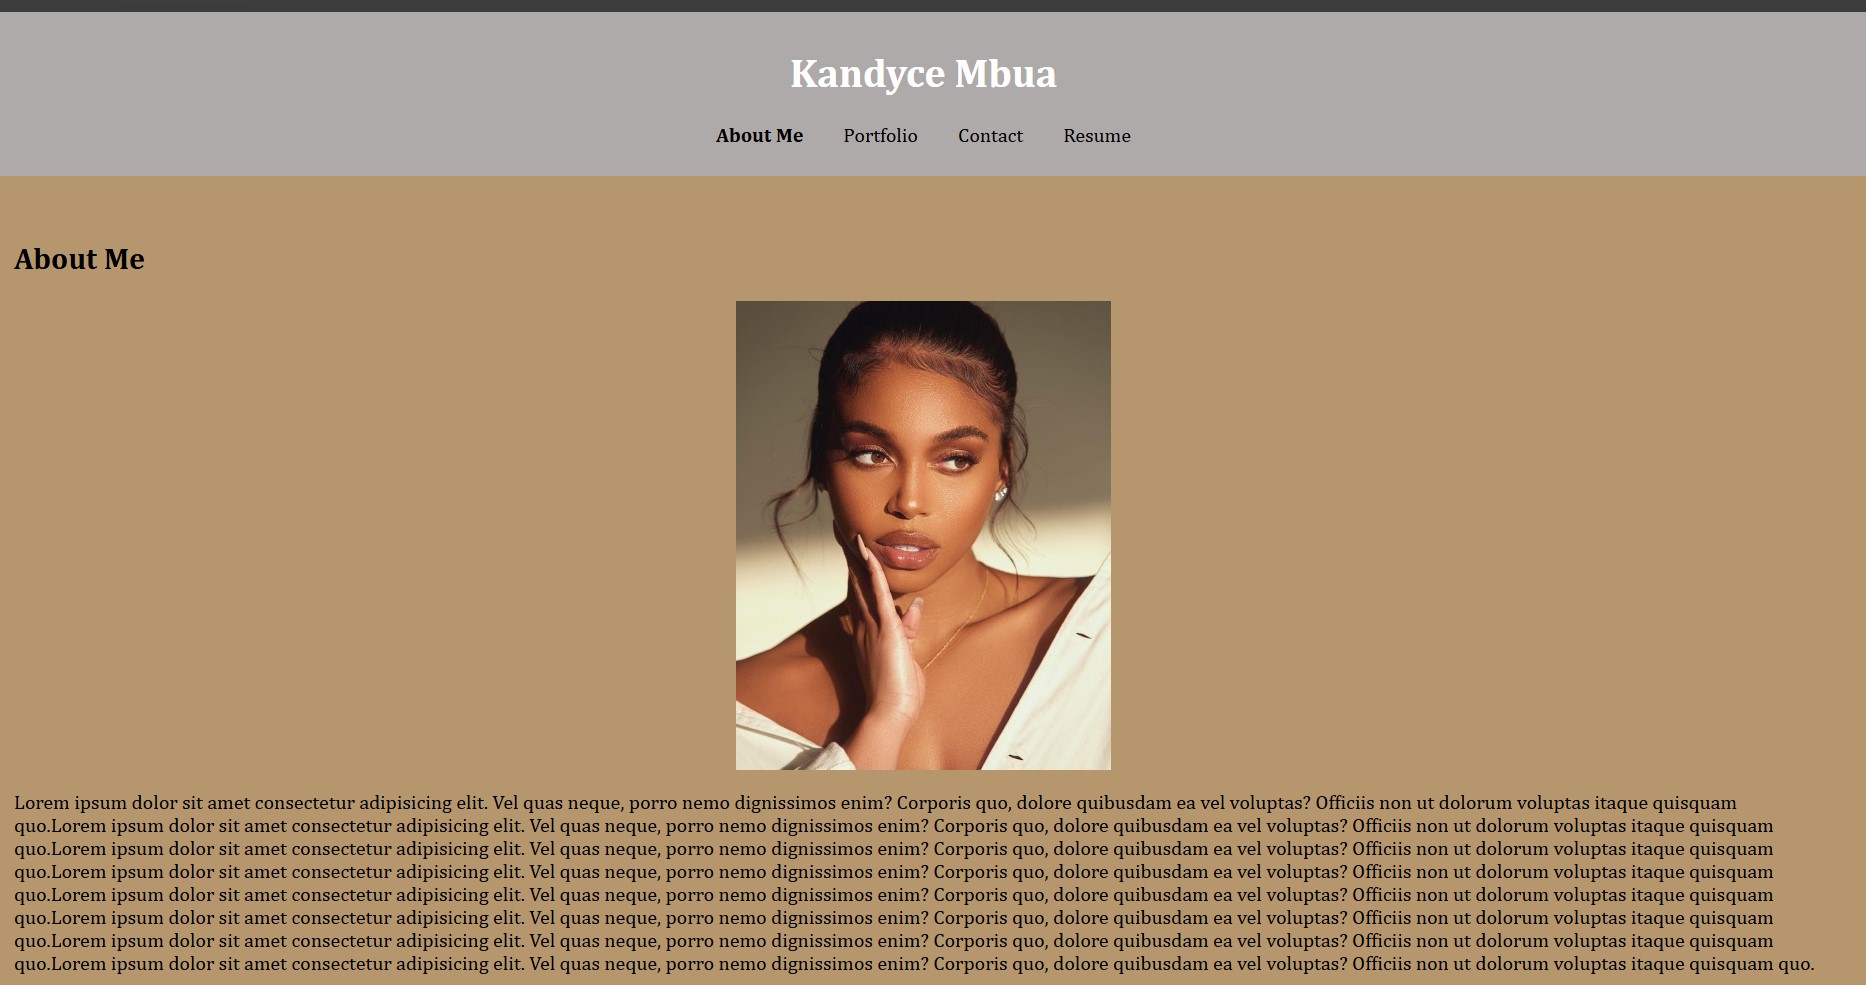 Kandyce Mbua
About Me Portfolio Contact Resume
About Me
Lorem ipsum dolor sit amet consectetur adipisicing elit. Vel quas neque, porro nemo dignissimos enim? Corporis quo, dolore quibusdam ea vel voluptas? Officiis non ut dolorum voluptas itaque quisquam
quo.Lorem ipsum dolor sit amet consectetur adipisicing elit. Vel quas neque, porro nemo dignissimos enim? Corporis quo, dolore quibusdam ea vel voluptas? Officiis non ut dolorum voluptas itaque quisquam
quo.Lorem ipsum dolor sit amet consectetur adipisicing elit. Vel quas neque, porro nemo dignissimos enim? Corporis quo, dolore quibusdam ea vel voluptas? Officiis non ut dolorum voluptas itaque quisquam
quo.Lorem ipsum dolor sit amet consectetur adipisicing elit. Vel quas neque, porro nemo dignissimos enim? Corporis quo, dolore quibusdam ea vel voluptas? Officiis non ut dolorum voluptas itaque quisquam
quo.Lorem ipsum dolor sit amet consectetur adipisicing elit. Vel quas neque, porro nemo dignissimos enim? Corporis quo, dolore quibusdam ea vel voluptas? Officiis non ut dolorum voluptas itaque quisquam
quo.Lorem ipsum dolor sit amet consectetur adipisicing elit. Vel quas neque, porro nemo dignissimos enim? Corporis quo, dolore quibusdam ea vel voluptas? Officiis non ut dolorum voluptas itaque quisquam
quo.Lorem ipsum dolor sit amet consectetur adipisicing elit. Vel quas neque, porro nemo dignissimos enim? Corporis quo, dolore quibusdam ea vel voluptas? Officiis non ut dolorum voluptas itaque quisquam
quo.Lorem ipsum dolor sit amet consectetur adipisicing elit. Vel quas neque, porro nemo dignissimos enim? Corporis quo, dolore quibusdam ea vel voluptas? Officiis non ut dolorum voluptas itaque quisquam quo.